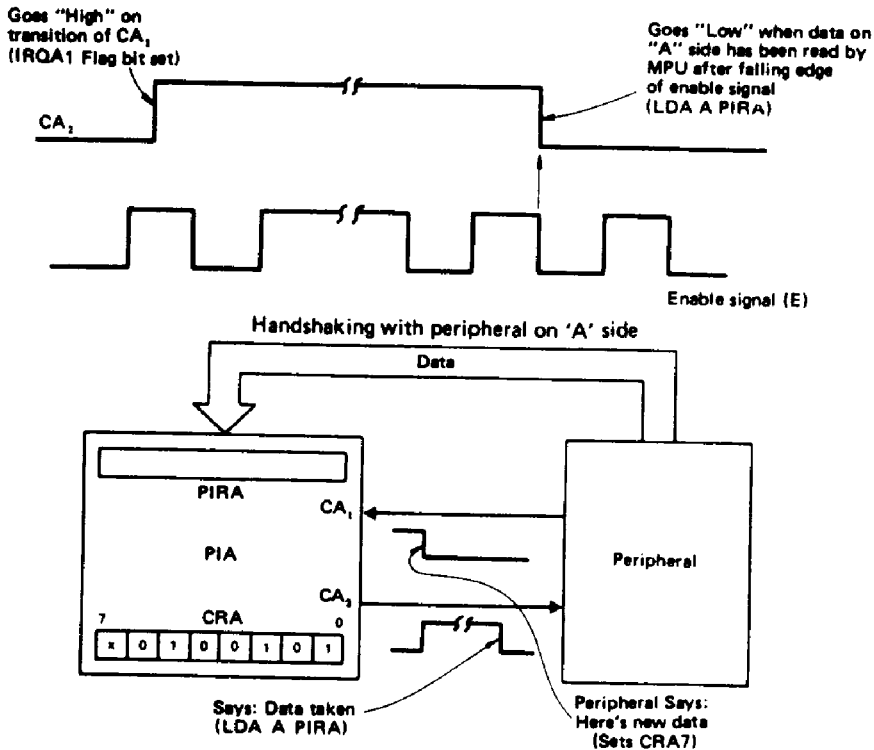 Goes "High" on
transition of CA₁
(IRQA1 Flag bit set)
Goes "Low" when data on
"A" side has been read by
MPU after falling edge
of enable signal
(LDA A PIRA)
CA₂
Enable signal (E)
Handshaking with peripheral on 'A' side
Data
PIRA
CA₁
PIA
Peripheral
CA₂
7 CRA 0
x 0 1 0 0 1 0 1
Says: Data taken
(LDA A PIRA)
Peripheral Says:
Here's new data
(Sets CRA7)